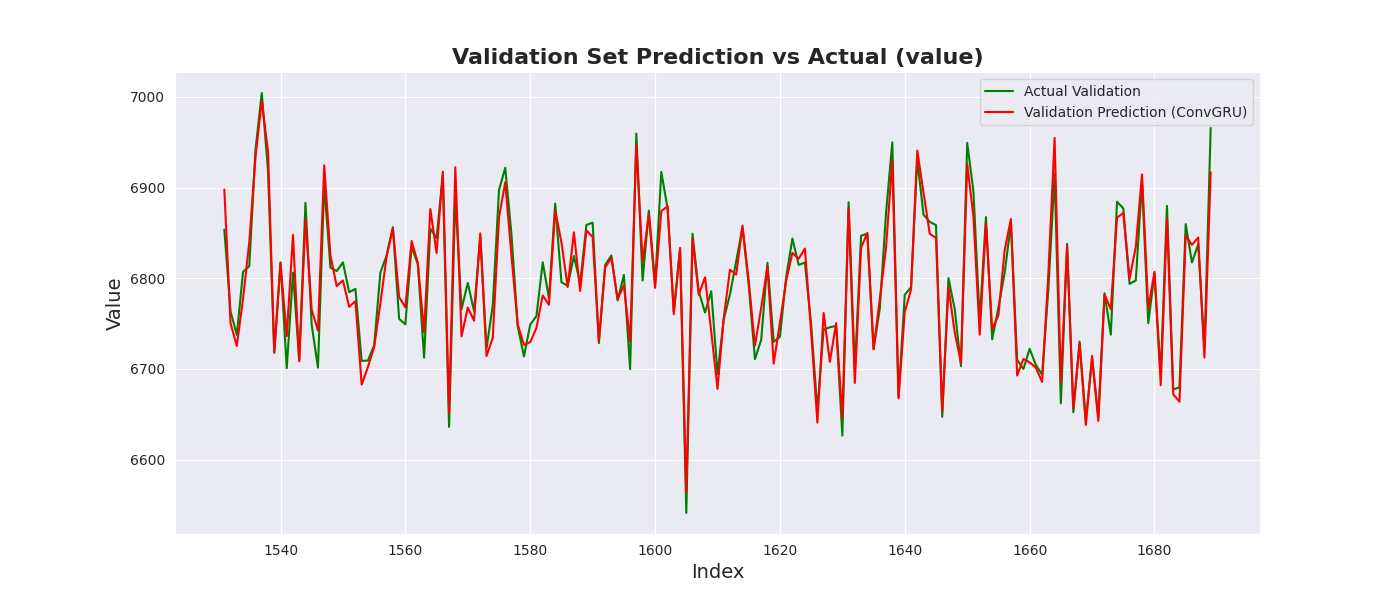 Validation Set Prediction vs Actual (value)
Actual Validation
Validation Prediction (ConvGRU)
Value
7000
6900
6800
6700
6600
1540 1560 1580 1600 1620 1640 1660 1680
Index